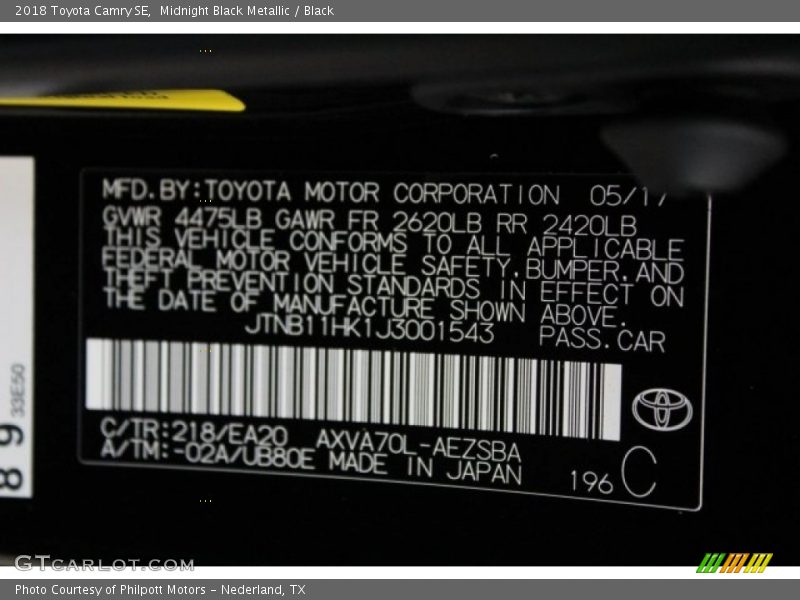 2018 Toyota Camry SE, Midnight Black Metallic / Black
MFD.BY:TOYOTA MOTOR CORPORATION 05/17
GVWR 4475LB GAWR FR 2620LB RR 2420LB
THIS VEHICLE CONFORMS TO ALL APPLICABLE
FEDERAL MOTOR VEHICLE SAFETY,BUMPER,AND
THEFT PREVENTION STANDARDS IN EFFECT ON
THE DATE OF MANUFACTURE SHOWN ABOVE.
JTNB11HK1J3001543 PASS.CAR
C/TR:218/EA20 AXVA70L-AEZSBA
A/TM:-02A/UB80E MADE IN JAPAN
196 C
33E50
89
GTCARLOT.COM
Photo Courtesy of Philpott Motors - Nederland, TX